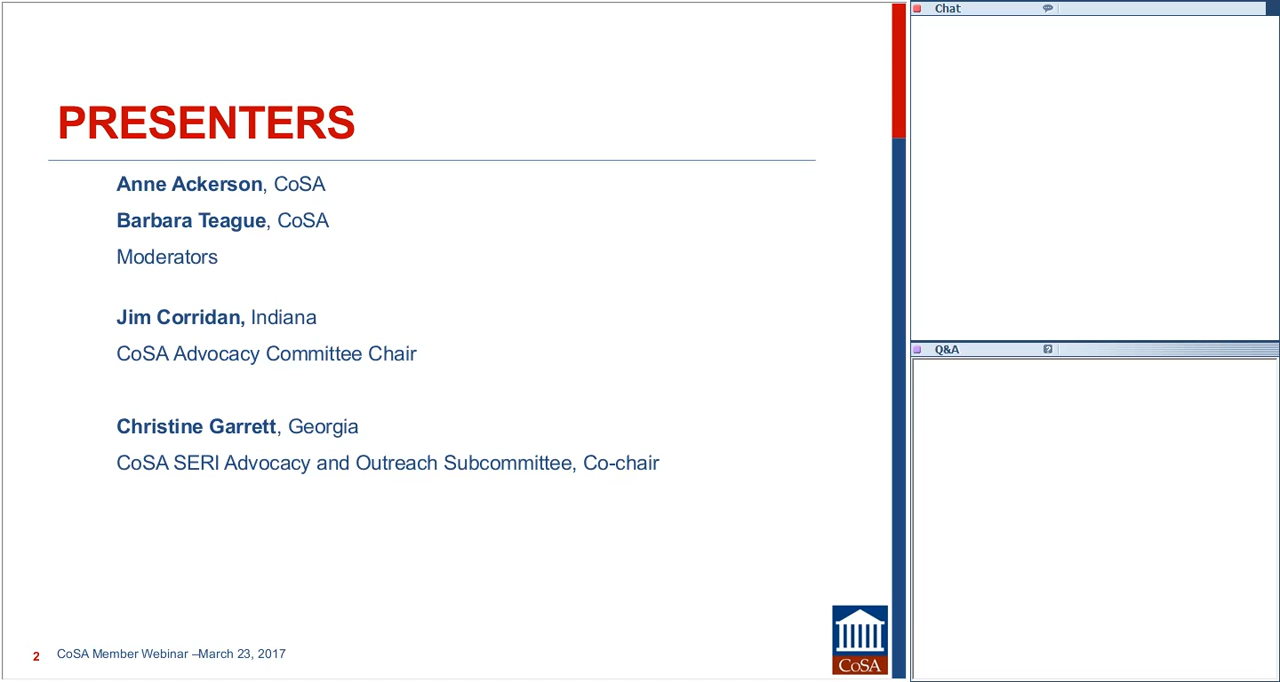 PRESENTERS
Anne Ackerson, CoSA
Barbara Teague, CoSA
Moderators
Jim Corridan, Indiana
CoSA Advocacy Committee Chair
Christine Garrett, Georgia
CoSA SERI Advocacy and Outreach Subcommittee, Co-chair
2 CoSA Member Webinar –March 23, 2017
CoSA
Chat
Q&A